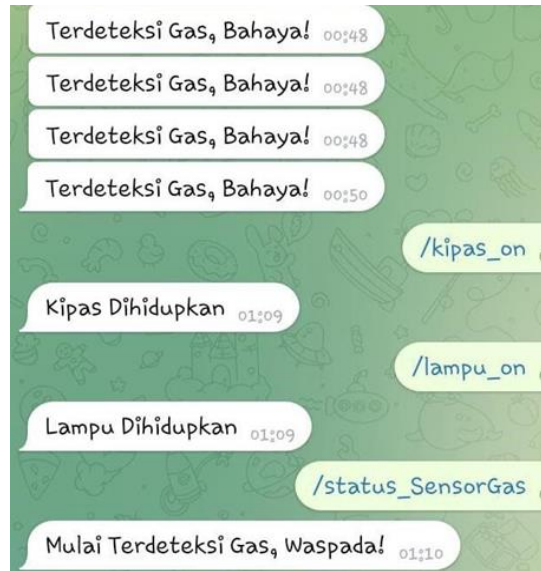 Terdeteksi Gas, Bahaya! 00:48
Terdeteksi Gas, Bahaya! 00:48
Terdeteksi Gas, Bahaya! 00:48
Terdeteksi Gas, Bahaya! 00:50
/kipas_on
Kipas Dihidupkan 01:09
/lampu_on
Lampu Dihidupkan 01:09
/status_SensorGas
Mulai Terdeteksi Gas, Waspada! 01:10